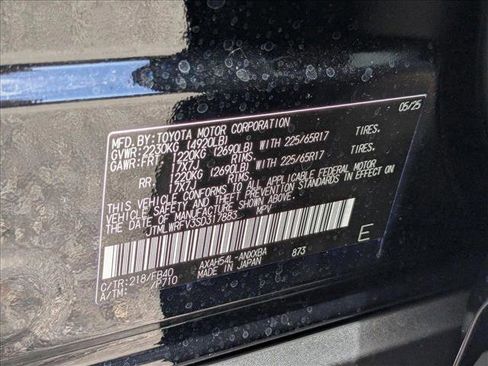 MFD. BY: TOYOTA MOTOR CORPORATION 05/25
GVWR: 2230KG (4920LB)
GAWR: FRT. 1220KG (2690LB) WITH 225/65R17 TIRES.
17X7J RIMS
RR. 1220KG (2690LB) WITH 225/65R17 TIRES.
17X7J RIMS
THIS VEHICLE CONFORMS TO ALL APPLICABLE FEDERAL MOTOR
VEHICLE SAFETY AND THEFT PREVENTION STANDARDS IN EFFECT ON
THE DATE OF MANUFACTURE SHOWN ABOVE.
JTMLWRFV3SD317883 MPV
E
C/TR: 218/FB40 AXAH54L-ANXXBA 873
A/TM: /P710 MADE IN JAPAN